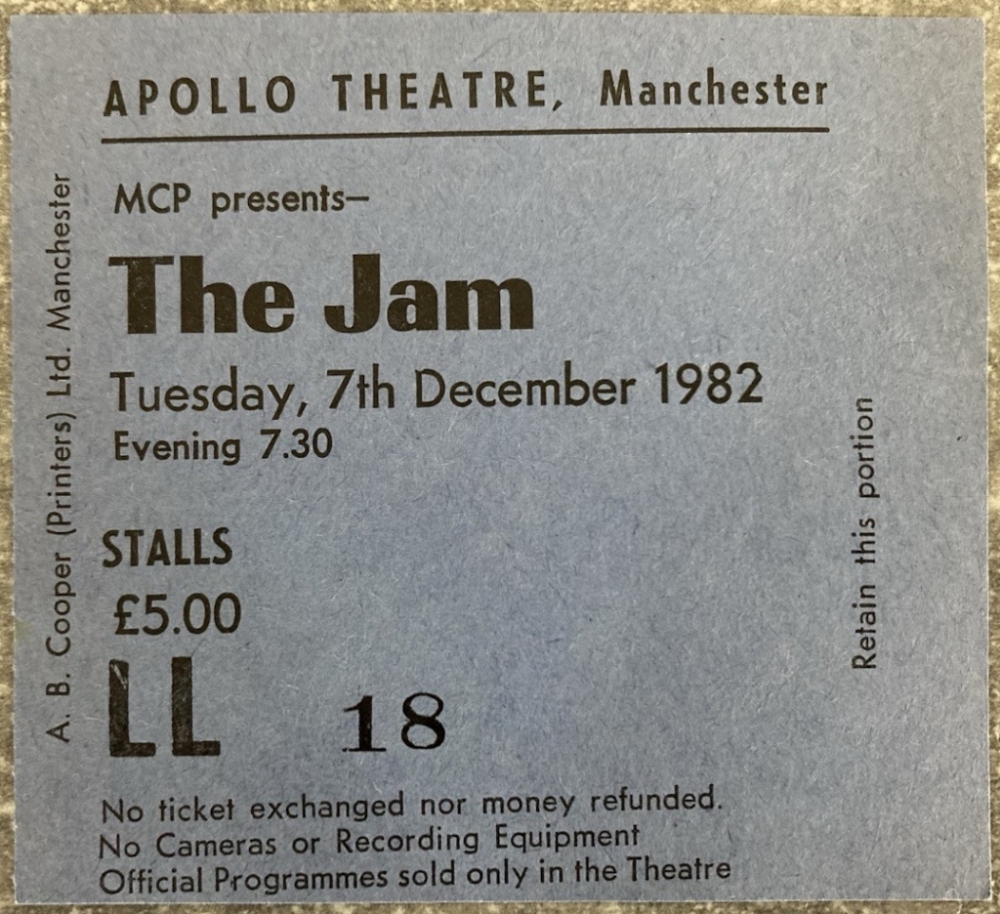 APOLLO THEATRE, Manchester
MCP presents—
The Jam
Tuesday, 7th December 1982
Evening 7.30
STALLS
£5.00
LL 18
No ticket exchanged nor money refunded.
No Cameras or Recording Equipment
Official Programmes sold only in the Theatre
A. B. Cooper (Printers) Ltd. Manchester
Retain this portion